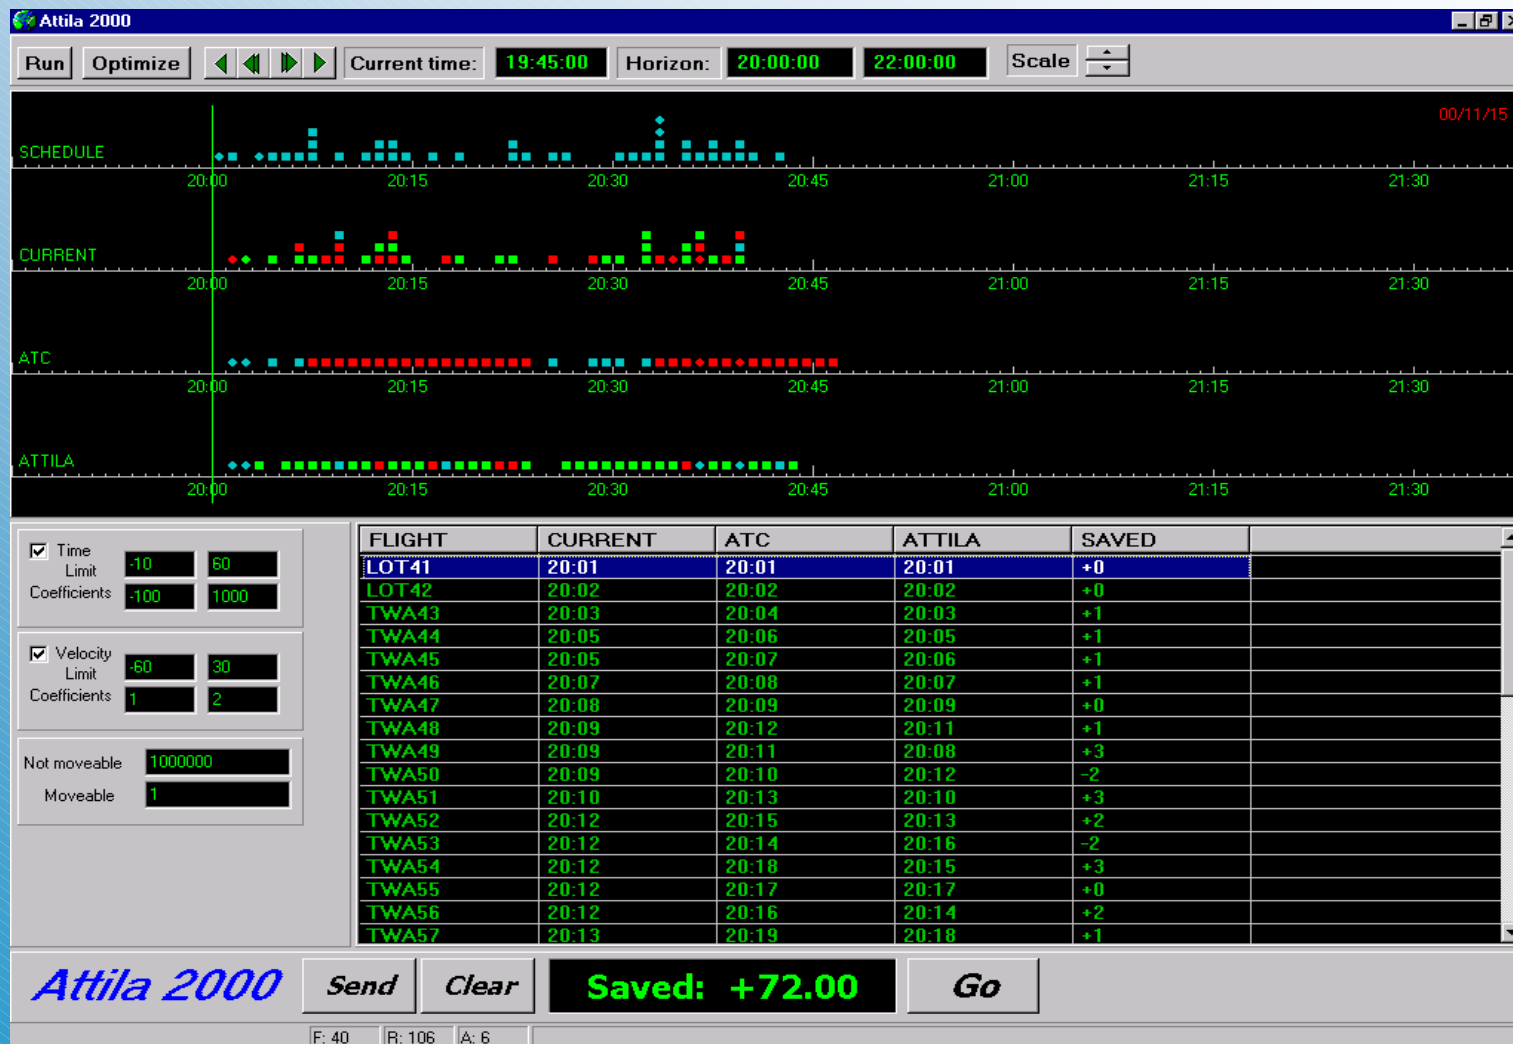 Attila 2000
Run Optimize Current time: 19:45:00 Horizon: 20:00:00 22:00:00 Scale
00/11/15
SCHEDULE
20:00 20:15 20:30 20:45 21:00 21:15 21:30
CURRENT
20:00 20:15 20:30 20:45 21:00 21:15 21:30
ATC
20:00 20:15 20:30 20:45 21:00 21:15 21:30
ATTILA
20:00 20:15 20:30 20:45 21:00 21:15 21:30
Time
Limit -10 60
Coefficients -100 1000
Velocity
Limit -60 30
Coefficients 1 2
Not moveable 1000000
Moveable 1
FLIGHT CURRENT ATC ATTILA SAVED
LOT41 20:01 20:01 20:01 +0
LOT42 20:02 20:02 20:02 +0
TWA43 20:03 20:04 20:03 +1
TWA44 20:05 20:06 20:05 +1
TWA45 20:05 20:07 20:06 +1
TWA46 20:07 20:08 20:07 +1
TWA47 20:08 20:09 20:09 +0
TWA48 20:09 20:12 20:11 +1
TWA49 20:09 20:11 20:08 +3
TWA50 20:09 20:10 20:12 -2
TWA51 20:10 20:13 20:10 +3
TWA52 20:12 20:15 20:13 +2
TWA53 20:12 20:14 20:16 -2
TWA54 20:12 20:18 20:15 +3
TWA55 20:12 20:17 20:17 +0
TWA56 20:12 20:16 20:14 +2
TWA57 20:13 20:19 20:18 +1
Attila 2000 Send Clear Saved: +72.00 Go
F: 40 R: 106 A: 6